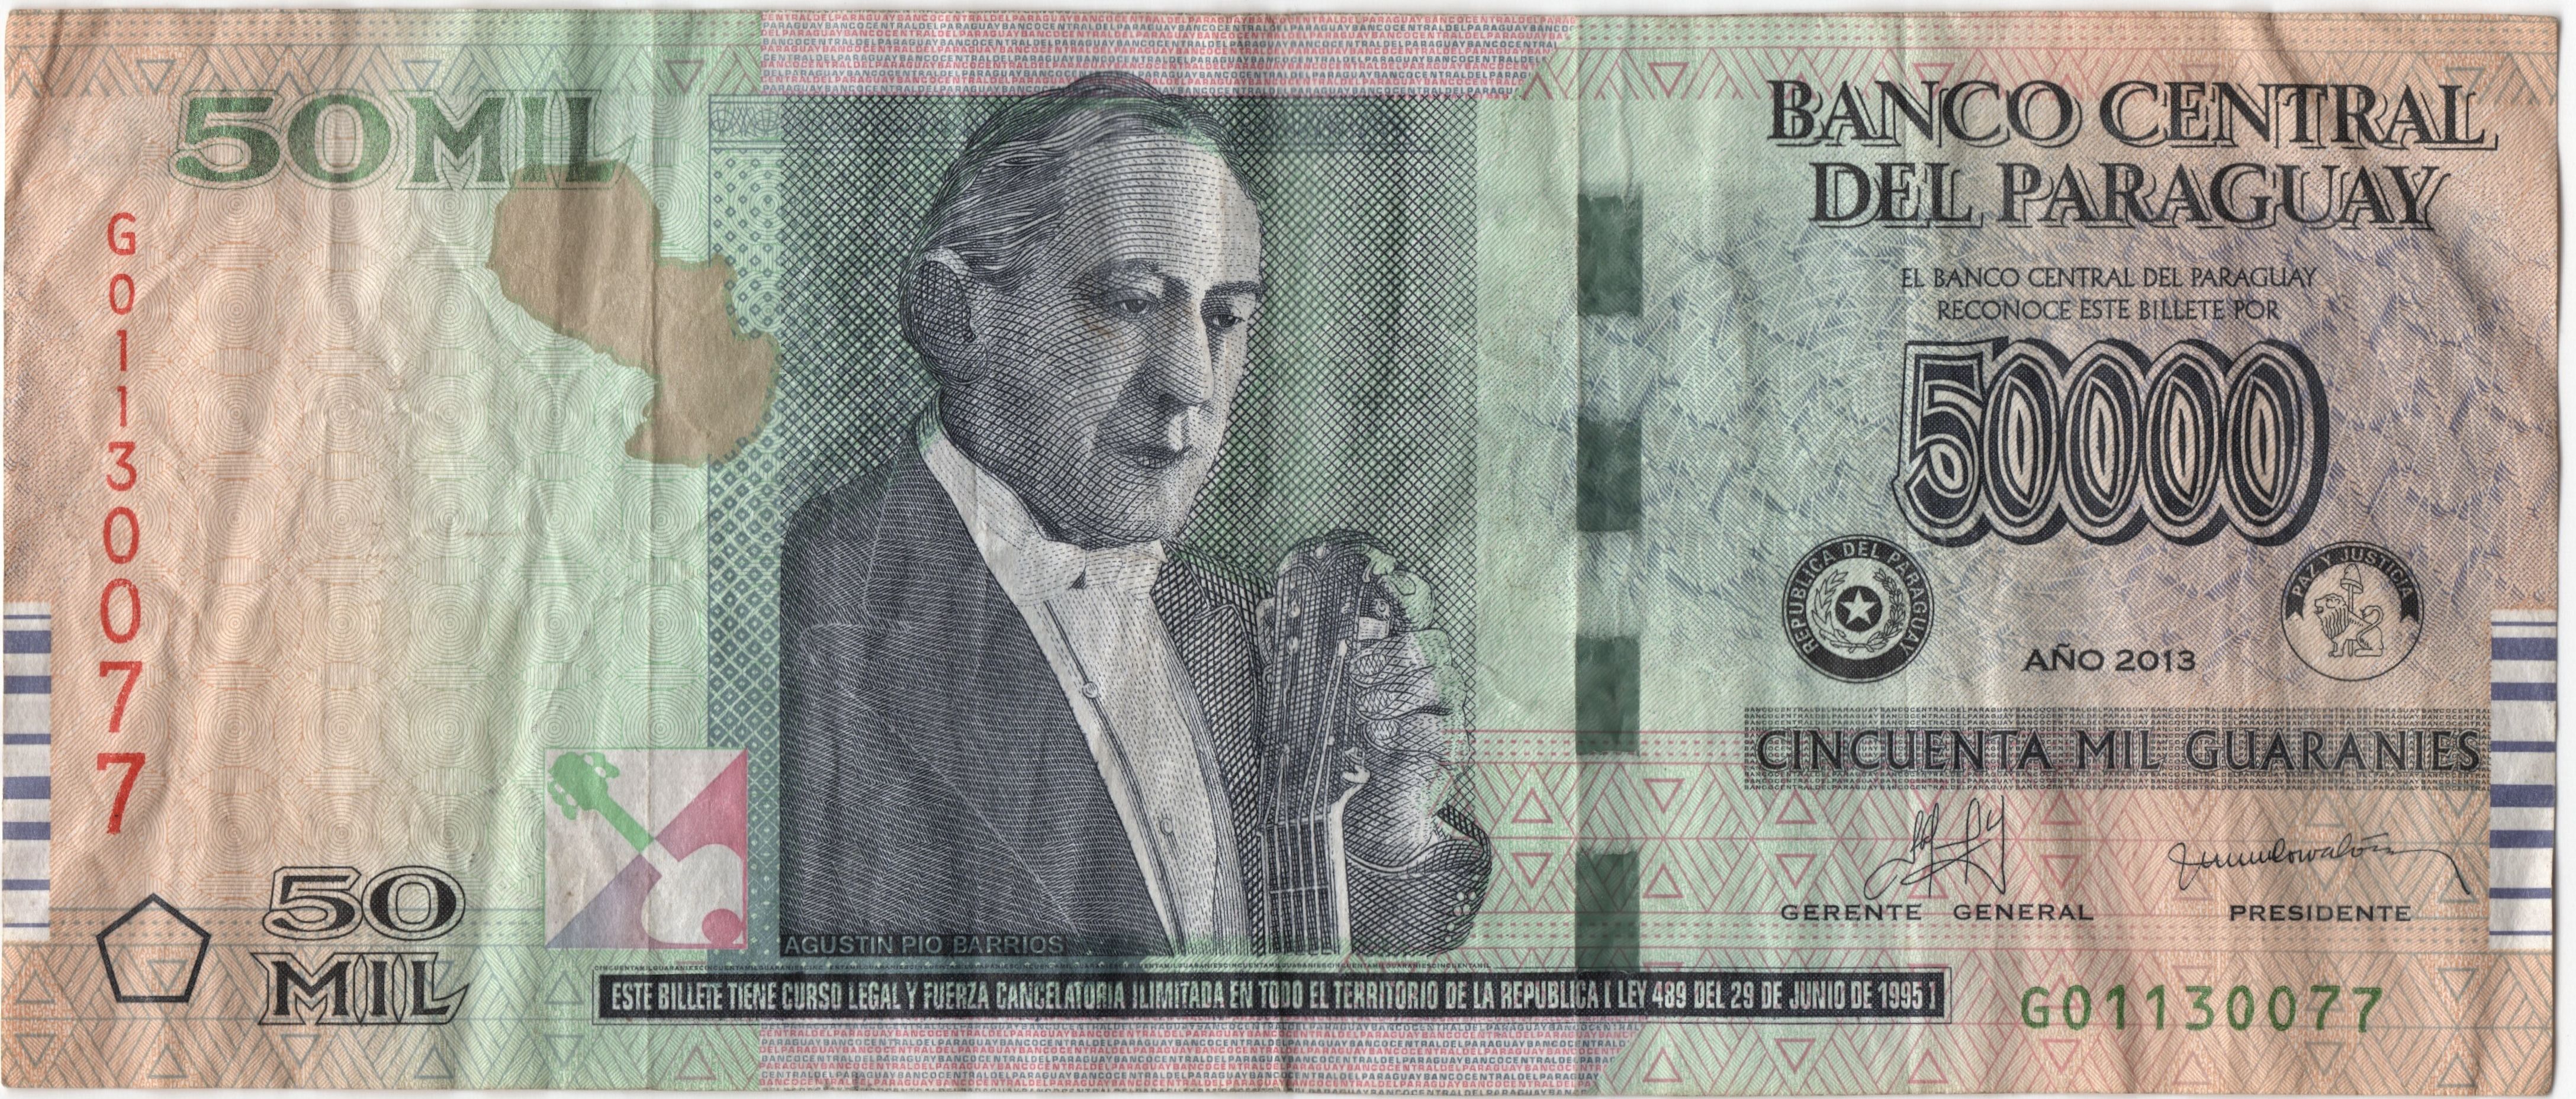 50 MIL
G01130077
50
MIL
AGUSTIN PIO BARRIOS
ESTE BILLETE TIENE CURSO LEGAL Y FUERZA CANCELATORIA ILIMITADA EN TODO EL TERRITORIO DE LA REPUBLICA ( LEY 489 DEL 29 DE JUNIO DE 1995 )
BANCO CENTRAL
DEL PARAGUAY
EL BANCO CENTRAL DEL PARAGUAY
RECONOCE ESTE BILLETE POR
50000
REPUBLICA DEL PARAGUAY
PAZ Y JUSTICIA
AÑO 2013
CINCUENTA MIL GUARANIES
GERENTE GENERAL
PRESIDENTE
G01130077